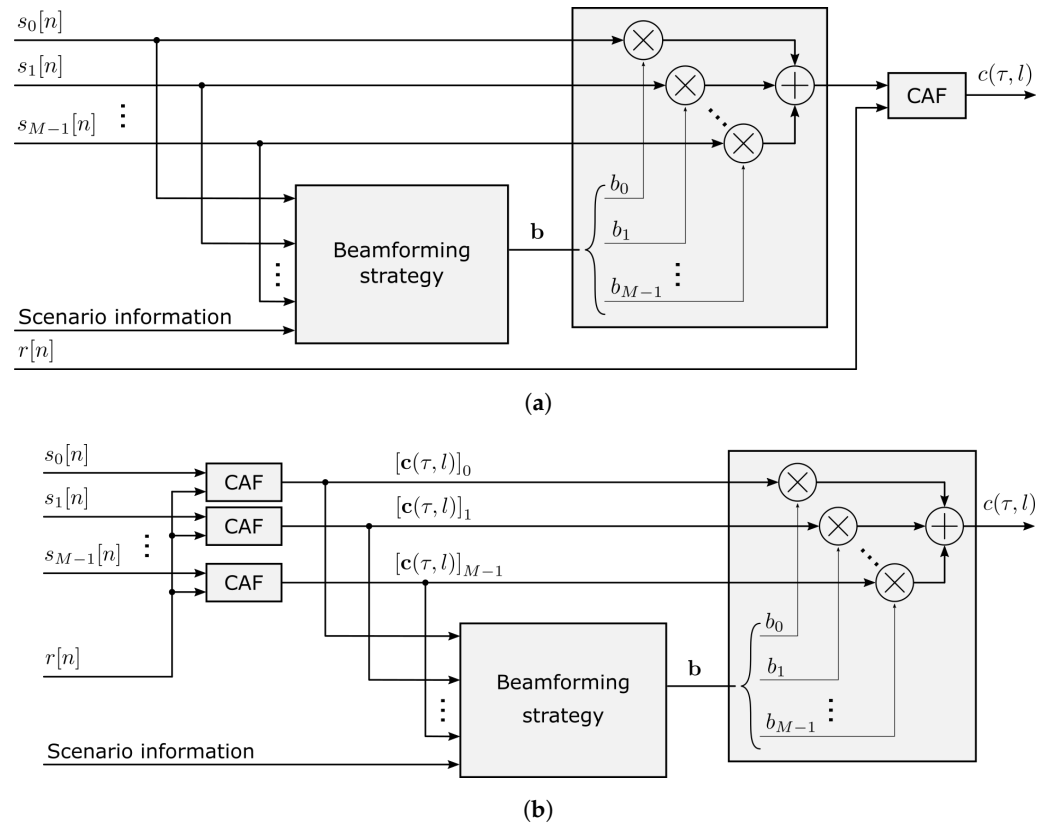 s_0[n]
s_1[n]
s_{M-1}[n]
CAF
c(τ, l)
b_0
b_1
b_{M-1}
b
Beamforming
strategy
Scenario information
r[n]
(a)
s_0[n]
CAF
[c(τ, l)]_0
s_1[n]
CAF
[c(τ, l)]_1
c(τ, l)
s_{M-1}[n]
CAF
[c(τ, l)]_{M-1}
r[n]
b_0
b_1
b_{M-1}
b
Beamforming
strategy
Scenario information
(b)